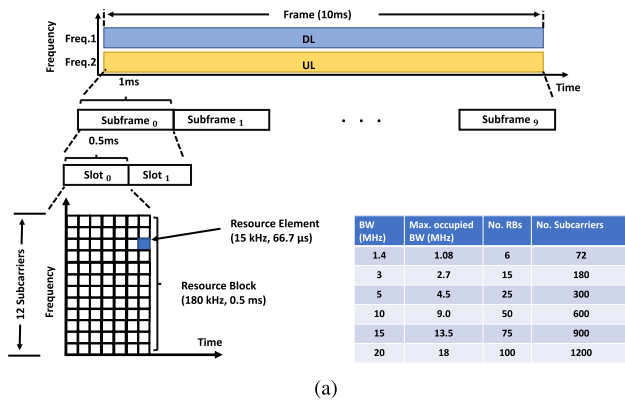 Frame (10ms)
Frequency
Freq.1
DL
Freq.2
UL
Time
1ms
Subframe 0
Subframe 1
. . .
Subframe 9
0.5ms
Slot 0
Slot 1
12 Subcarriers
Frequency
Resource Element
(15 kHz, 66.7 µs)
Resource Block
(180 kHz, 0.5 ms)
Time
BW (MHz) Max. occupied BW (MHz) No. RBs No. Subcarriers
1.4 1.08 6 72
3 2.7 15 180
5 4.5 25 300
10 9.0 50 600
15 13.5 75 900
20 18 100 1200
(a)